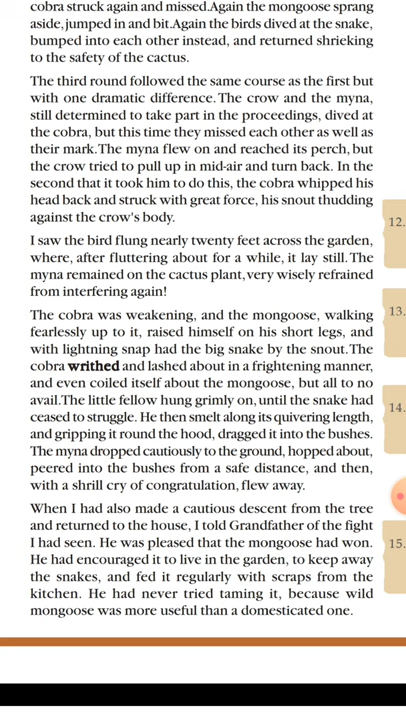 cobra struck again and missed.Again the mongoose sprang
aside,jumped in and bit.Again the birds dived at the snake,
bumped into each other instead, and returned shrieking
to the safety of the cactus.
The third round followed the same course as the first but
with one dramatic difference.The crow and the myna,
still determined to take part in the proceedings, dived at
the cobra, but this time they missed each other as well as
their mark.The myna flew on and reached its perch, but
the crow tried to pull up in mid-air and turn back. In the
second that it took him to do this, the cobra whipped his
head back and struck with great force, his snout thudding
against the crow's body.
12.
I saw the bird flung nearly twenty feet across the garden,
where, after fluttering about for a while, it lay still.The
myna remained on the cactus plant,very wisely refrained
from interfering again!
13.
The cobra was weakening, and the mongoose, walking
fearlessly up to it, raised himself on his short legs, and
with lightning snap had the big snake by the snout.The
cobra writhed and lashed about in a frightening manner,
and even coiled itself about the mongoose, but all to no
avail.The little fellow hung grimly on, until the snake had
ceased to struggle. He then smelt along its quivering length,
and gripping it round the hood, dragged it into the bushes.
The myna dropped cautiously to the ground, hopped about,
peered into the bushes from a safe distance, and then,
with a shrill cry of congratulation, flew away.
14.
When I had also made a cautious descent from the tree
and returned to the house, I told Grandfather of the fight
I had seen. He was pleased that the mongoose had won.
He had encouraged it to live in the garden, to keep away
the snakes, and fed it regularly with scraps from the
kitchen. He had never tried taming it, because wild
mongoose was more useful than a domesticated one.
15.